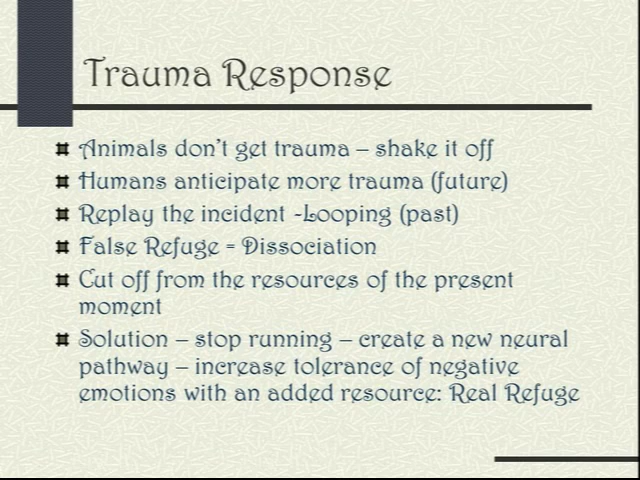 Trauma Response
Animals don't get trauma – shake it off
Humans anticipate more trauma (future)
Replay the incident -Looping (past)
False Refuge = Dissociation
Cut off from the resources of the present
moment
Solution – stop running – create a new neural
pathway – increase tolerance of negative
emotions with an added resource: Real Refuge